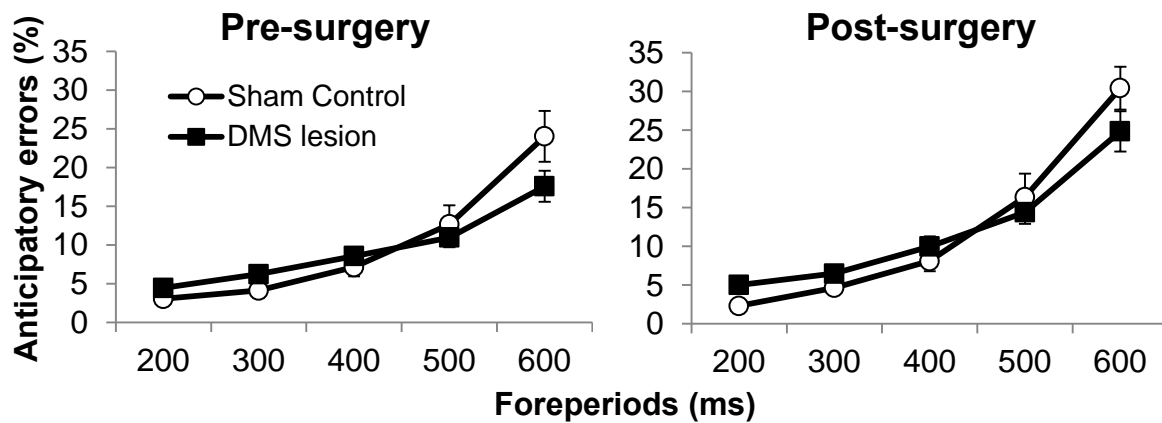 Pre-surgery
Post-surgery
Anticipatory errors (%)
35
30
25
20
15
10
5
0
Sham Control
DMS lesion
200 300 400 500 600
35
30
25
20
15
10
5
0
200 300 400 500 600
Foreperiods (ms)